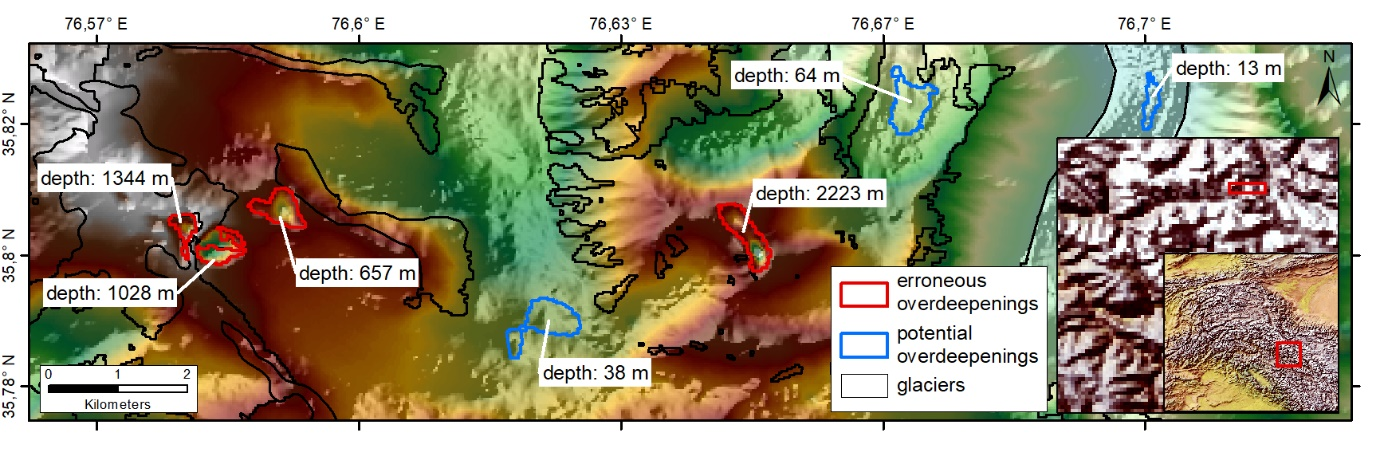 76,57° E
76,6° E
76,63° E
76,67° E
76,7° E
35,82 N
35,8° N
35,78 N
N
depth: 64 m
depth: 13 m
depth: 1344 m
depth: 2223 m
depth: 657 m
depth: 1028 m
depth: 38 m
erroneous
overdeepenings
potential
overdeepenings
glaciers
0 1 2
Kilometers